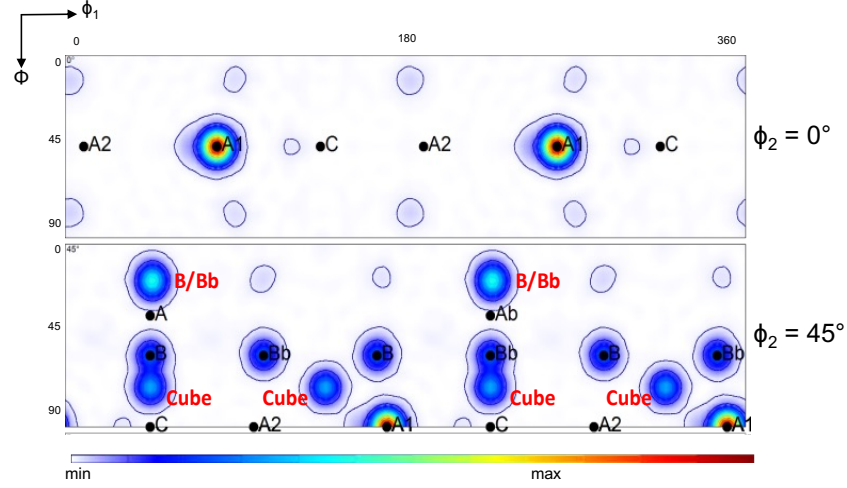 ϕ1
0 180 360
Φ
0 0°
45 A2 A1 C A2 A1 C ϕ2 = 0°
90
0 45°
B/Bb B/Bb
A Ab
45 ϕ2 = 45°
B Bb B Bb B Bb
Cube Cube Cube Cube
90
C A2 A1 C A2 A1
min max